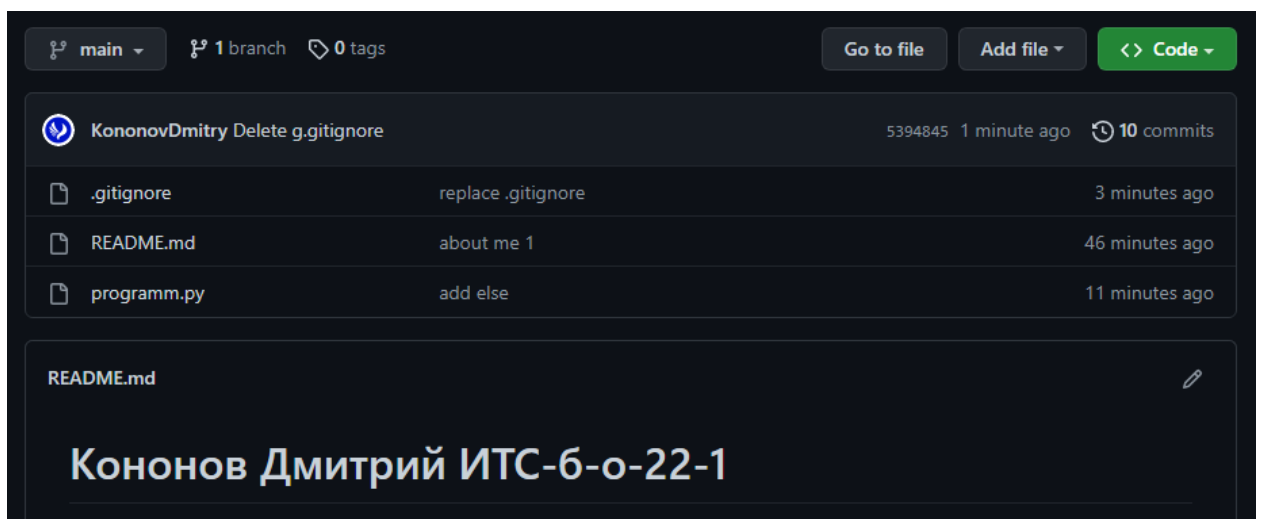 main 1 branch 0 tags Go to file Add file <> Code
KononovDmitry Delete g.gitignore 5394845 1 minute ago 10 commits
.gitignore replace .gitignore 3 minutes ago
README.md about me 1 46 minutes ago
programm.py add else 11 minutes ago
README.md
Кононов Дмитрий ИТС-б-о-22-1